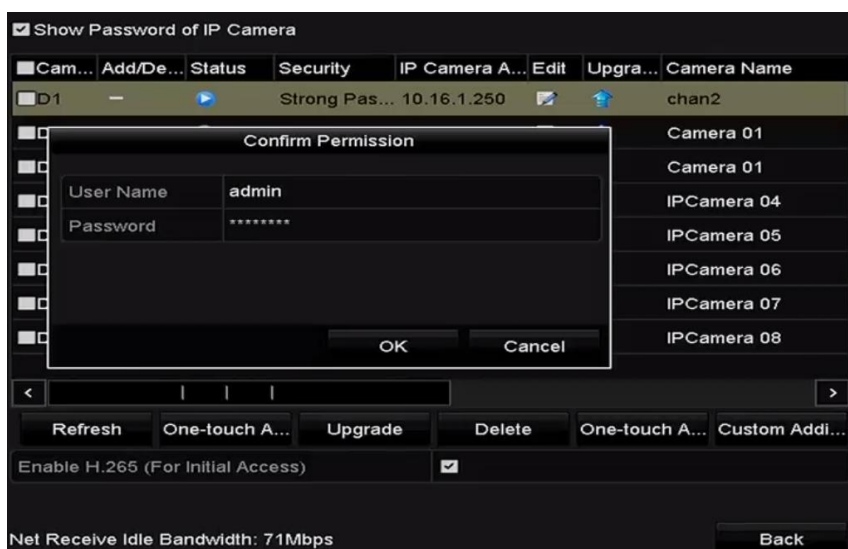 Show Password of IP Camera
Cam... Add/De... Status Security IP Camera A... Edit Upgra... Camera Name
D1 Strong Pas... 10.16.1.250 chan2
Confirm Permission
Camera 01
Camera 01
User Name admin
IPCamera 04
Password ********
IPCamera 05
IPCamera 06
IPCamera 07
OK Cancel
IPCamera 08
Refresh One-touch A... Upgrade Delete One-touch A... Custom Addi...
Enable H.265 (For Initial Access)
Net Receive Idle Bandwidth: 71Mbps
Back